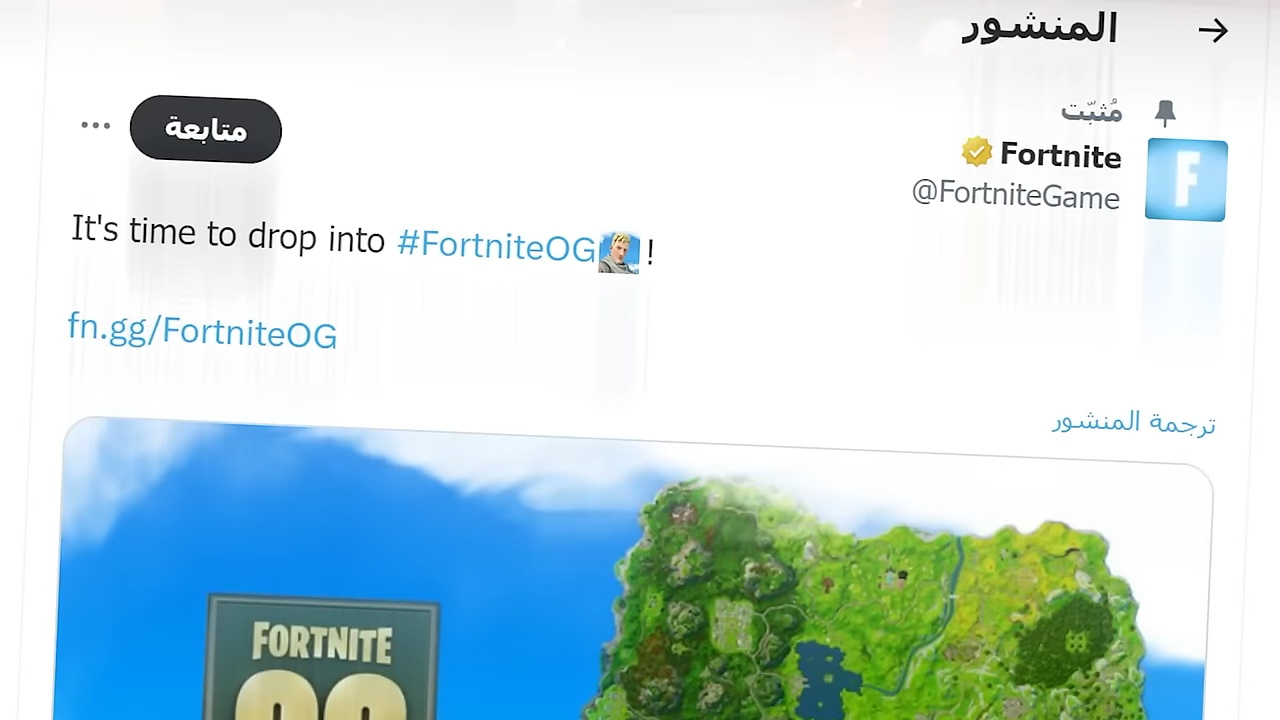 المنشور
مُثبّت
Fortnite
@FortniteGame
متابعة
It's time to drop into #FortniteOG!
fn.gg/FortniteOG
ترجمة المنشور
FORTNITE